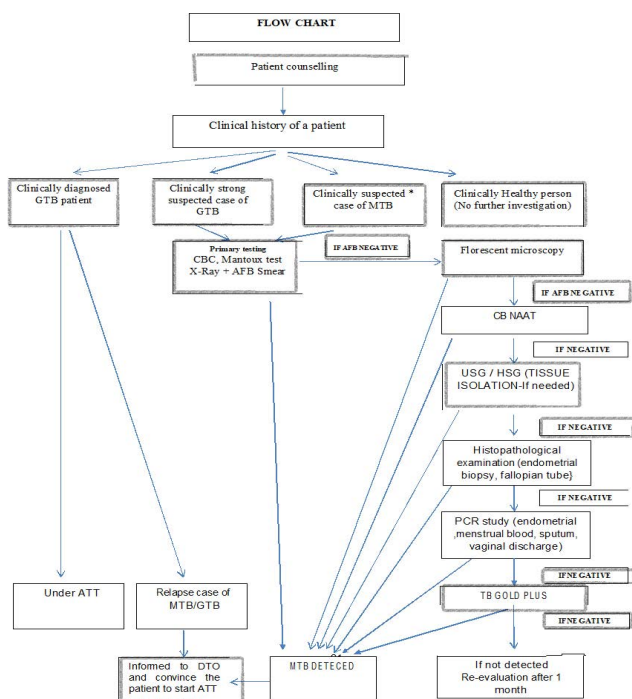 FLOW CHART
Patient counselling
Clinical history of a patient
Clinically diagnosed
GTB patient
Clinically strong
suspected case of
GTB
Clinically suspected *
case of MTB
Clinically Healthy person
(No further investigation)
Primary testing
CBC, Mantoux test
X-Ray + AFB Smear
IF AFB NEGATIVE
Florescent microscopy
IF AFB NEGATIVE
CB NAAT
IF NEGATIVE
USG / HSG (TISSUE
ISOLATION-If needed)
IF NEGATIVE
Histopathological
examination (endometrial
biopsy, fallopian tube}
IF NEGATIVE
PCR study (endometrial
,menstrual blood, sputum,
vaginal discharge)
IF NEGATIVE
TB GOLD PLUS
IF NEGATIVE
Under ATT
Relapse case of
MTB/GTB
Informed to DTO
and convince the
patient to start ATT
MTB DETECED
If not detected
Re-evaluation after 1
month